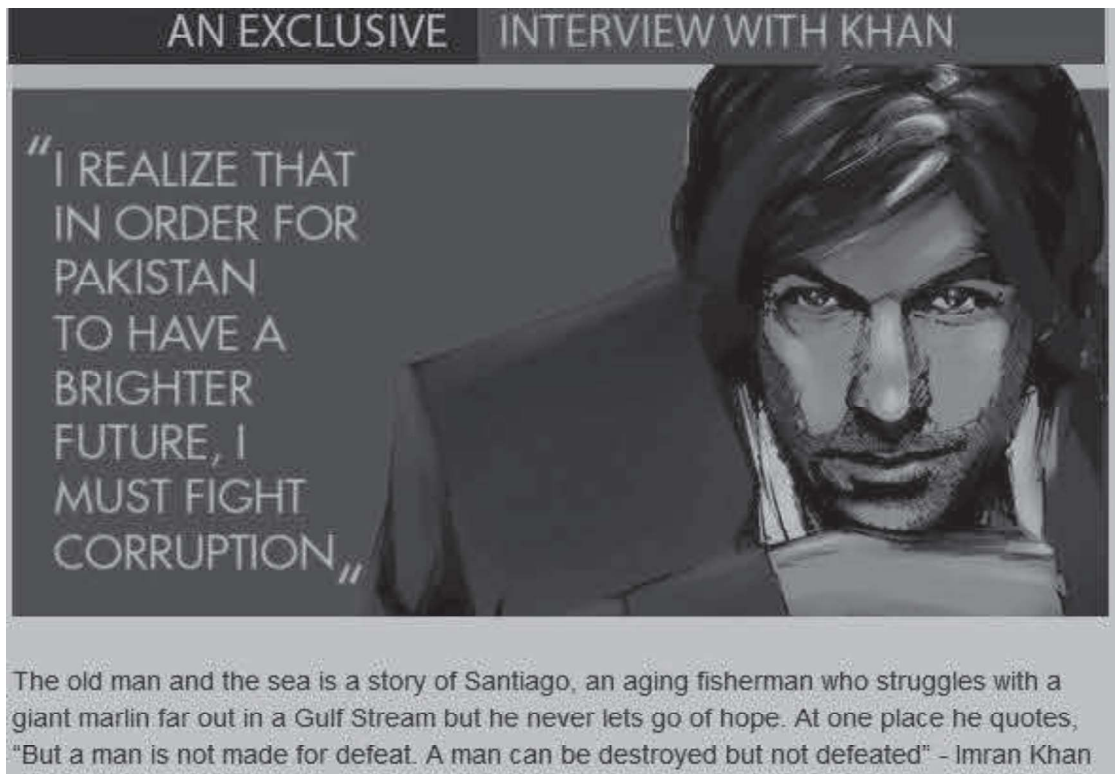 AN EXCLUSIVE INTERVIEW WITH KHAN
"I REALIZE THAT
IN ORDER FOR
PAKISTAN
TO HAVE A
BRIGHTER
FUTURE, I
MUST FIGHT
CORRUPTION„
The old man and the sea is a story of Santiago, an aging fisherman who struggles with a
giant marlin far out in a Gulf Stream but he never lets go of hope. At one place he quotes,
“But a man is not made for defeat. A man can be destroyed but not defeated” - Imran Khan